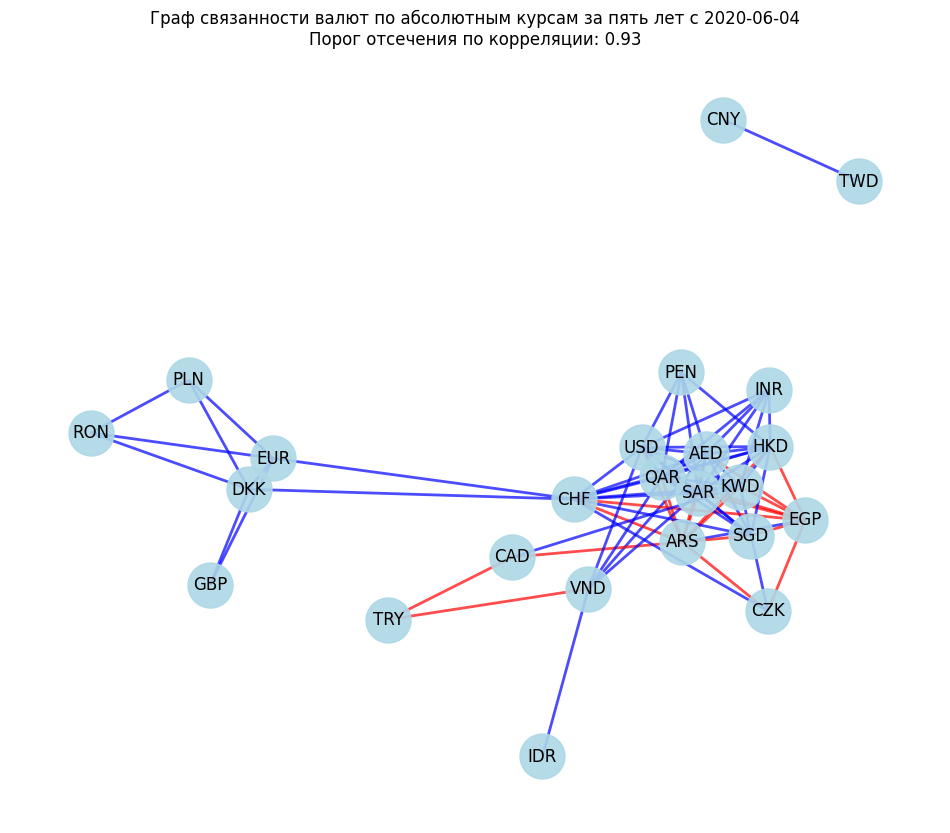 Граф связанности валют по абсолютным курсам за пять лет с 2020-06-04
Порог отсечения по корреляции: 0.93
CNY
TWD
PEN
PLN
INR
RON
USD
AED
HKD
EUR
QAR
KWD
DKK
SAR
CHF
EGP
SGD
ARS
CAD
GBP
VND
CZK
TRY
IDR